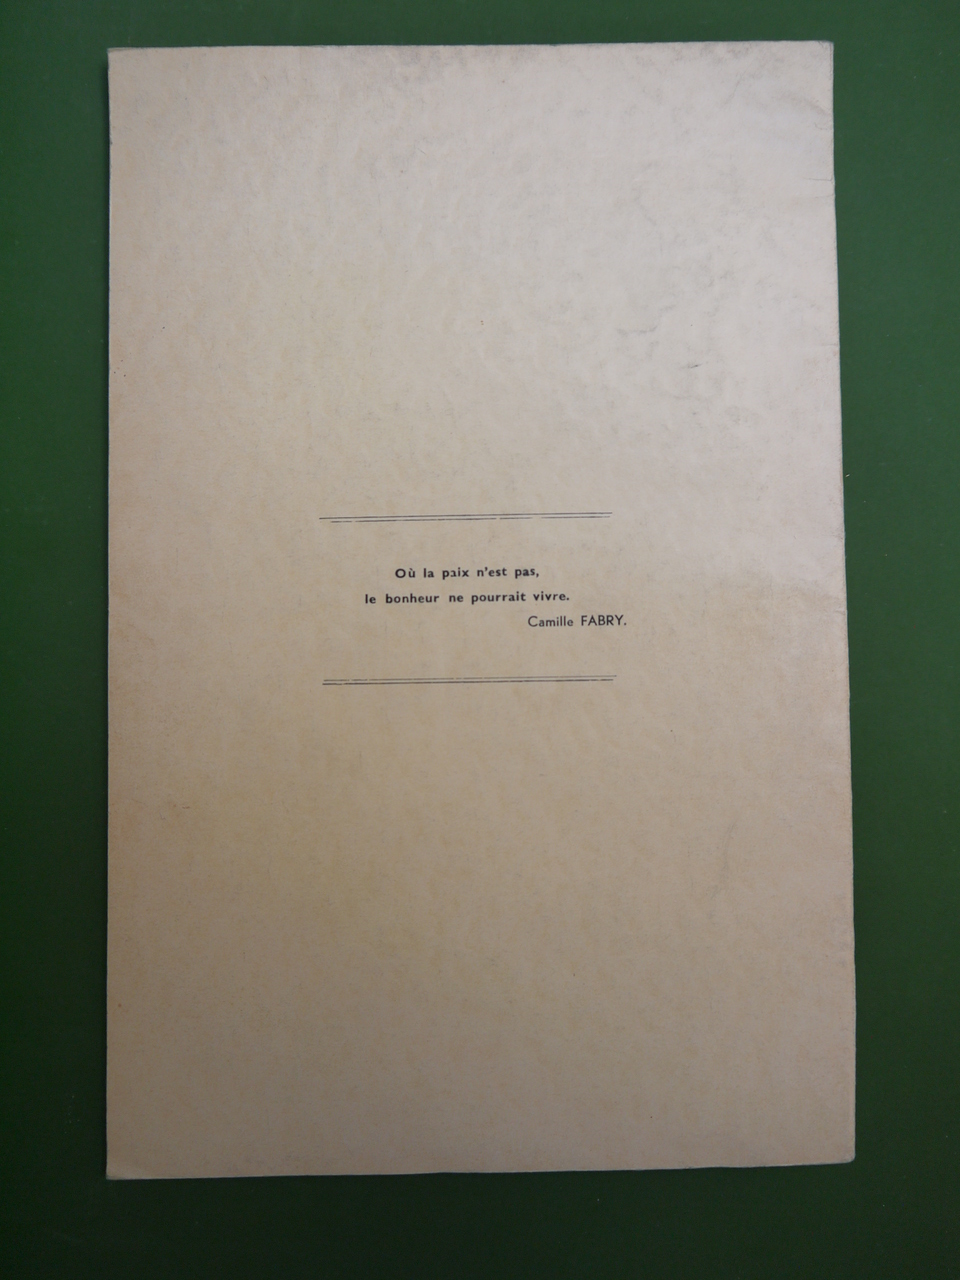 Où la paix n'est pas,
le bonheur ne pourrait vivre.
Camille FABRY.